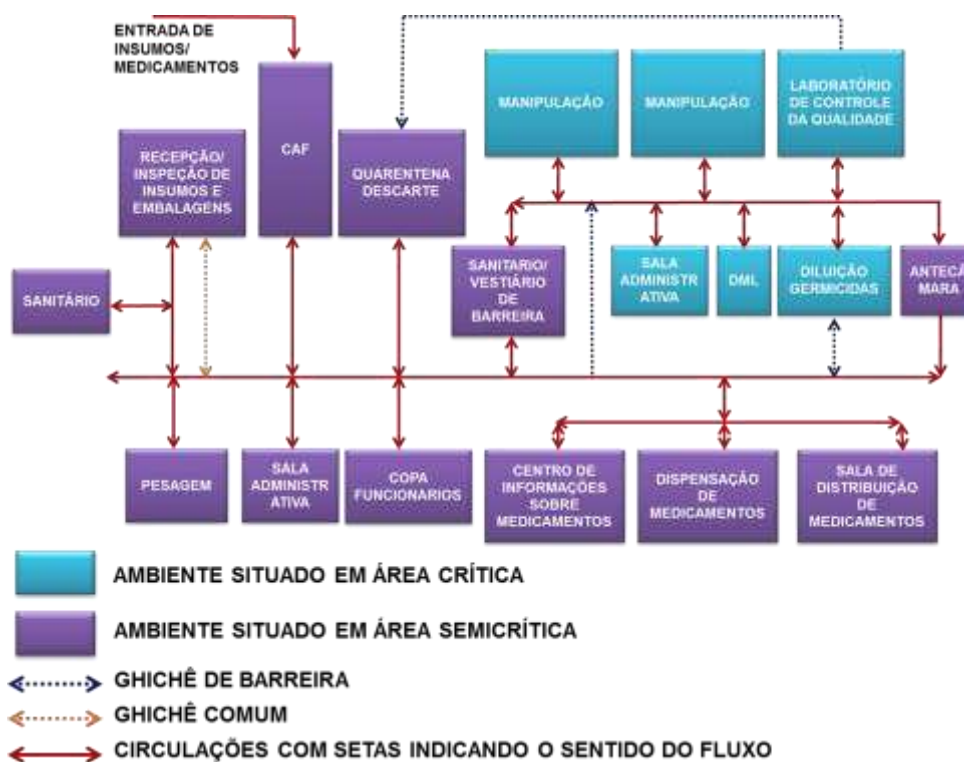 ENTRADA DE
INSUMOS/
MEDICAMENTOS
MANIPULAÇÃO
MANIPULAÇÃO
LABORATÓRIO
DE CONTROLE
DA QUALIDADE
RECEPÇÃO/
INSPEÇÃO DE
INSUMOS E
EMBALAGENS
CAF
QUARENTENA
DESCARTE
SANITÁRIO
SANITARIO/
VESTIÁRIO
DE
BARREIRA
SALA
ADMINISTR
ATIVA
DML
DILUIÇÃO
GERMICIDAS
ANTECÂ
MARA
PESAGEM
SALA
ADMINISTR
ATIVA
COPA
FUNCIONÁRIOS
CENTRO DE
INFORMAÇÕES
SOBRE
MEDICAMENTOS
DISPENSAÇÃO
DE
MEDICAMENTOS
SALA DE
DISTRIBUIÇÃO
DE
MEDICAMENTOS
AMBIENTE SITUADO EM ÁREA CRÍTICA
AMBIENTE SITUADO EM ÁREA SEMICRÍTICA
GHICHÊ DE BARREIRA
GHICHÊ COMUM
CIRCULAÇÕES COM SETAS INDICANDO O SENTIDO DO FLUXO